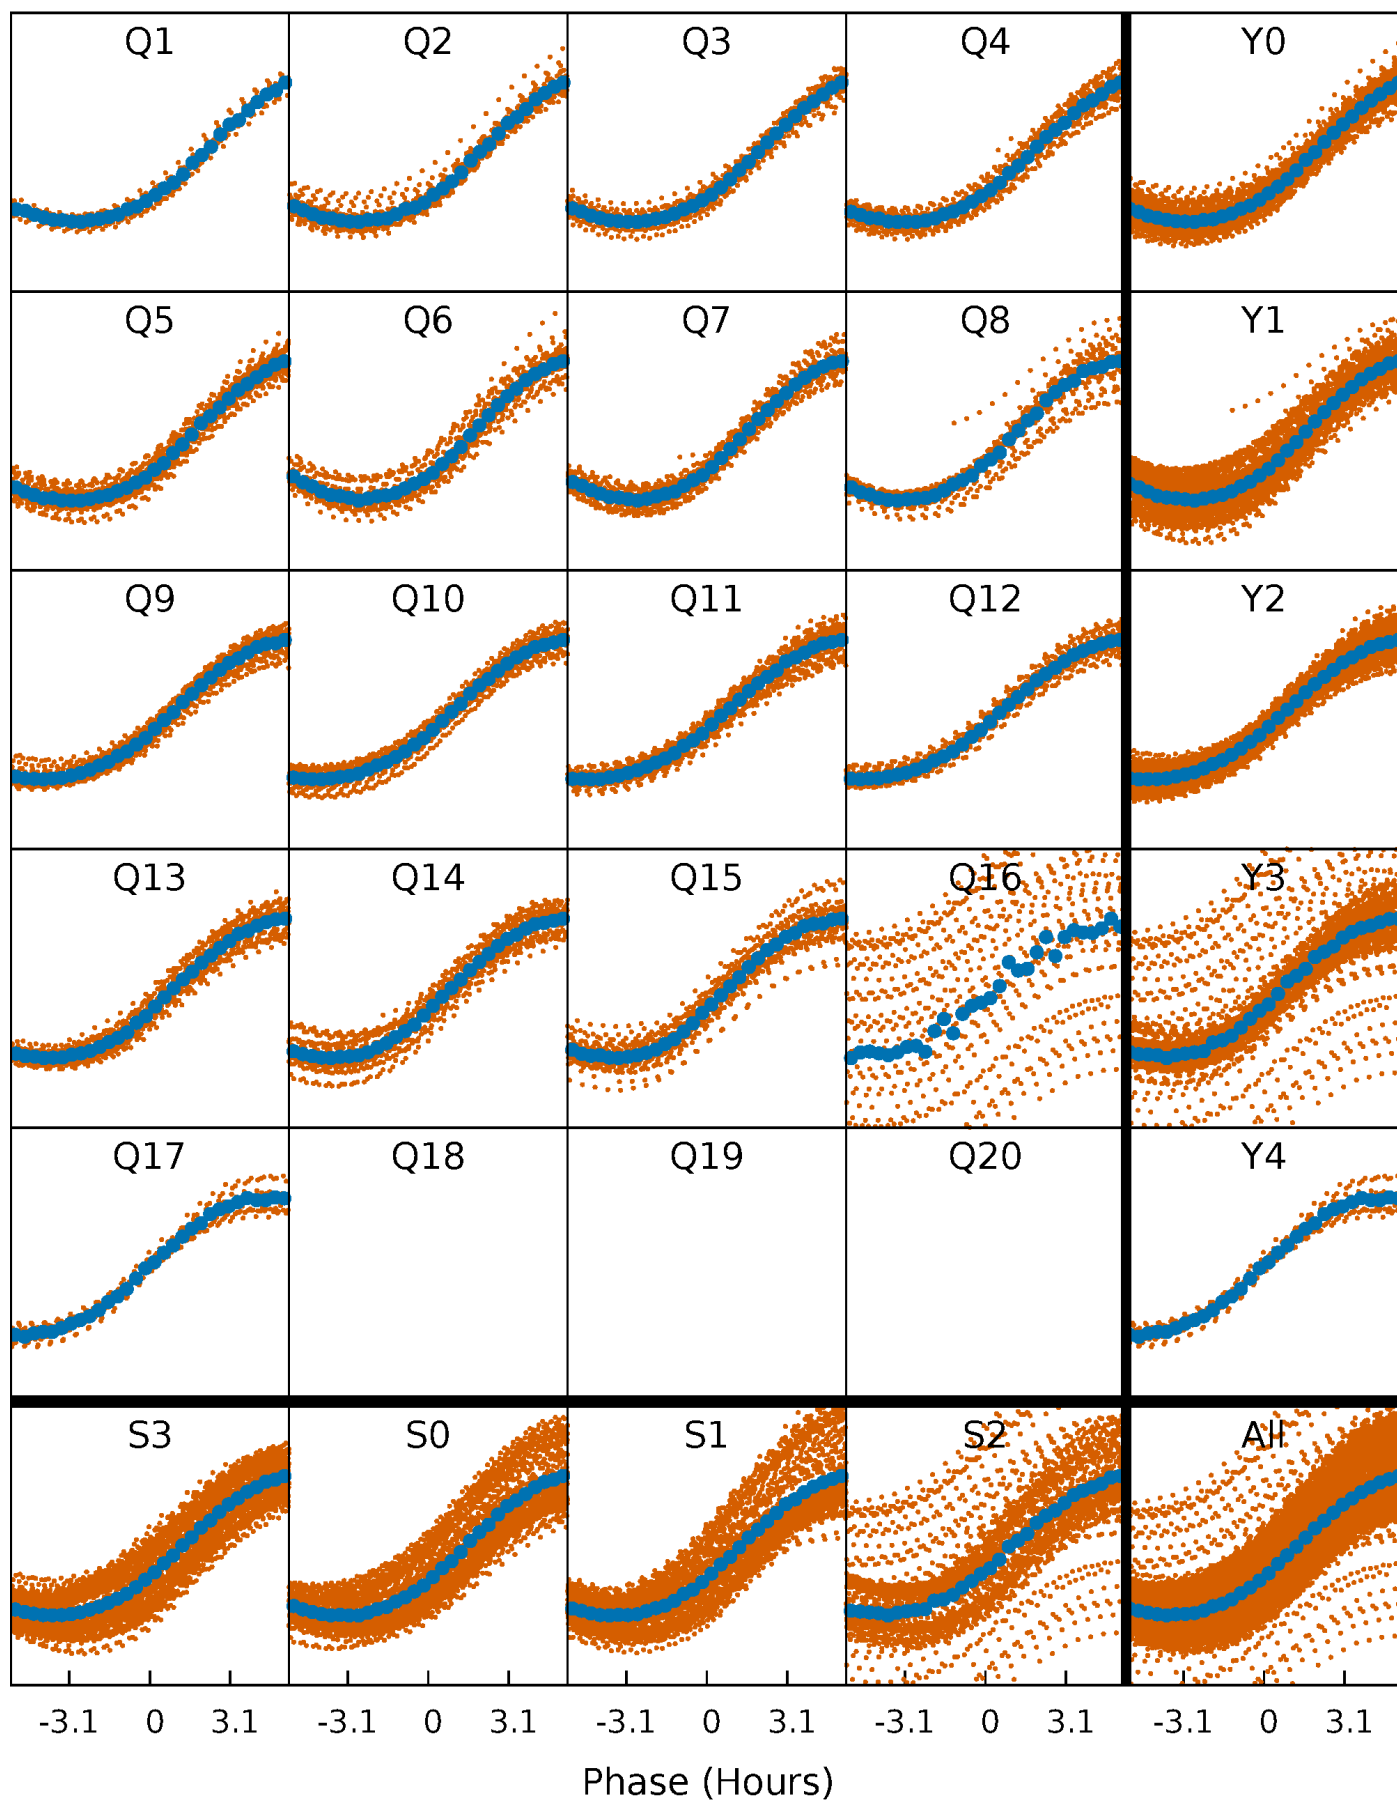 Q1 Q2 Q3 Q4 Y0
Q5 Q6 Q7 Q8 Y1
Q9 Q10 Q11 Q12 Y2
Q13 Q14 Q15 Q16 Y3
Q17 Q18 Q19 Q20 Y4
S3 S0 S1 S2 All
-3.1 0 3.1 -3.1 0 3.1 -3.1 0 3.1 -3.1 0 3.1 -3.1 0 3.1
Phase (Hours)